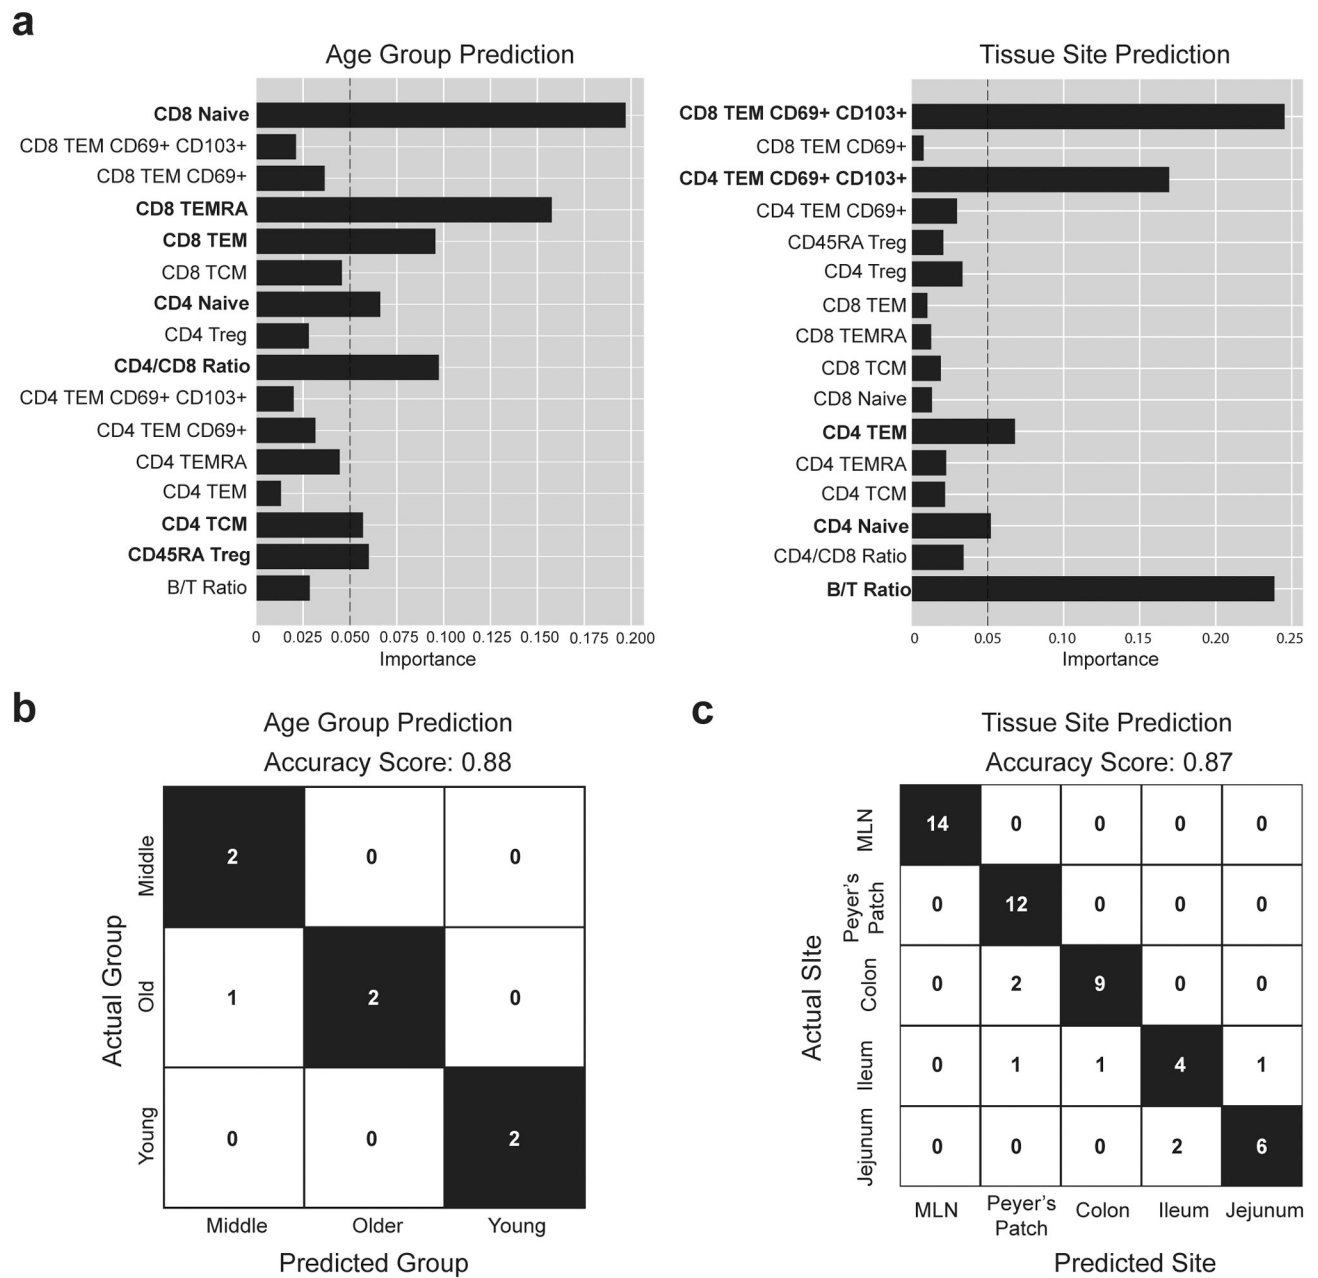 a
Age Group Prediction
CD8 Naive
CD8 TEM CD69+ CD103+
CD8 TEM CD69+
CD8 TEMRA
CD8 TEM
CD8 TCM
CD4 Naive
CD4 Treg
CD4/CD8 Ratio
CD4 TEM CD69+ CD103+
CD4 TEM CD69+
CD4 TEMRA
CD4 TEM
CD4 TCM
CD45RA Treg
B/T Ratio
0 0.025 0.050 0.075 0.100 0.125 0.150 0.175 0.200
Importance
Tissue Site Prediction
CD8 TEM CD69+ CD103+
CD8 TEM CD69+
CD4 TEM CD69+ CD103+
CD4 TEM CD69+
CD45RA Treg
CD4 Treg
CD8 TEM
CD8 TEMRA
CD8 TCM
CD8 Naive
CD4 TEM
CD4 TEMRA
CD4 TCM
CD4 Naive
CD4/CD8 Ratio
B/T Ratio
0 0.05 0.10 0.15 0.20 0.25
Importance
b
Age Group Prediction
Accuracy Score: 0.88
Actual Group
Middle
2 0 0
Old
1 2 0
Young
0 0 2
Middle Older Young
Predicted Group
c
Tissue Site Prediction
Accuracy Score: 0.87
Actual SIte
MLN
14 0 0 0 0
Peyer's
Patch
0 12 0 0 0
Colon
0 2 9 0 0
Ileum
0 1 1 4 1
Jejunum
0 0 0 2 6
MLN Peyer's Colon Ileum Jejunum
Patch
Predicted Site